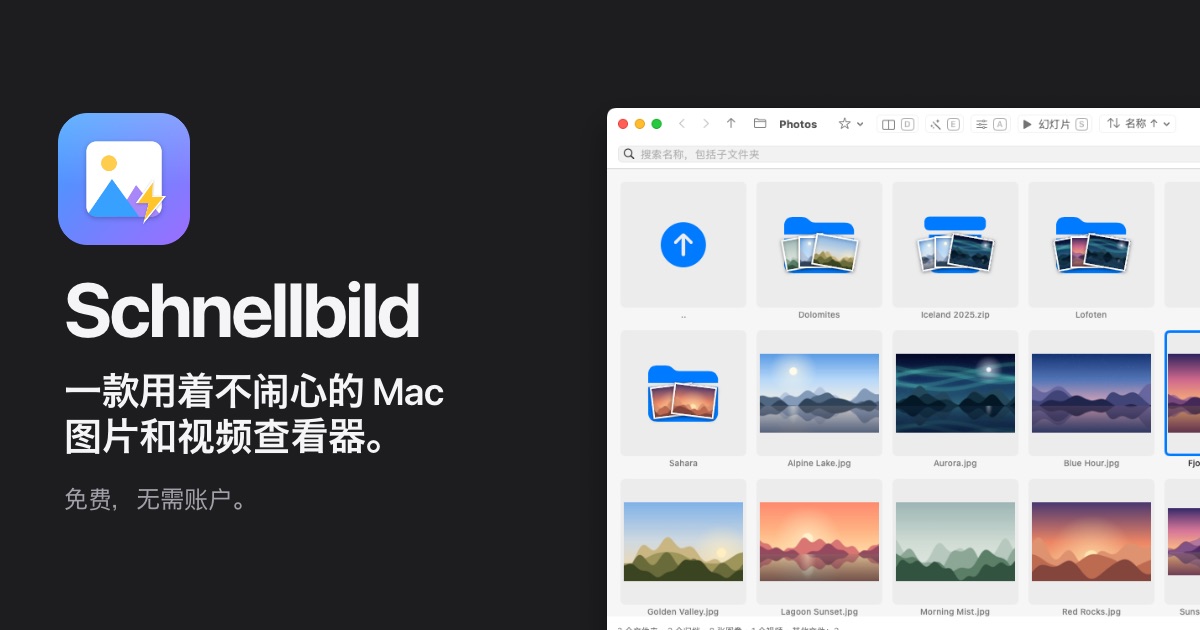 Schnellbild
一款用着不闹心的 Mac
图片和视频查看器。
免费，无需账户。
Photos
D
E
A
幻灯片 S
名称
搜索名称，包括子文件夹
..
Dolomites
Iceland 2025.zip
Lofoten
Sahara
Alpine Lake.jpg
Aurora.jpg
Blue Hour.jpg
Fjo
Golden Valley.jpg
Lagoon Sunset.jpg
Morning Mist.jpg
Red Rocks.jpg
Suns